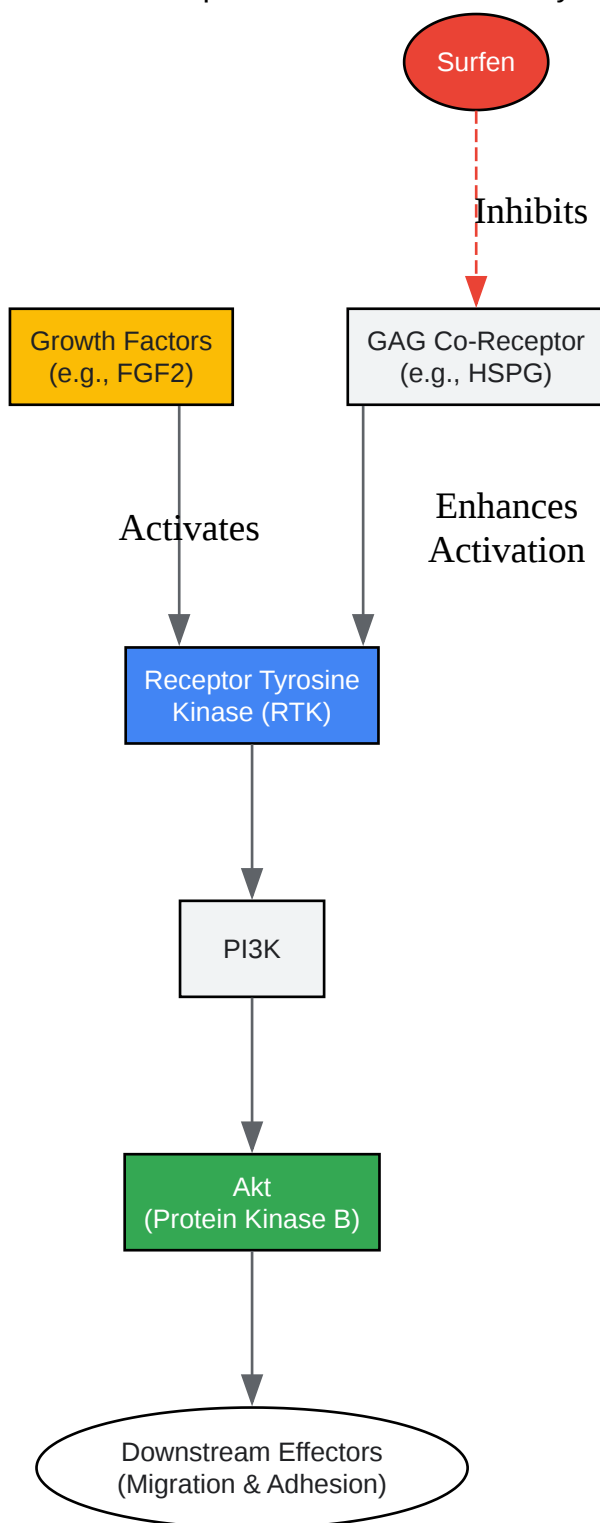 Surfen
Inhibits
Growth Factors
(e.g., FGF2)
GAG Co-Receptor
(e.g., HSPG)
Activates
Enhances
Activation
Receptor Tyrosine
Kinase (RTK)
PI3K
Akt
(Protein Kinase B)
Downstream Effectors
(Migration & Adhesion)